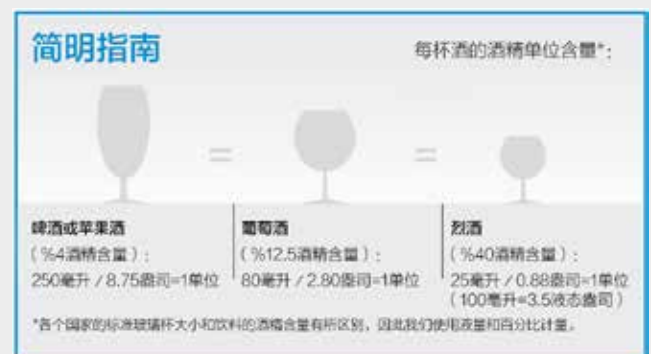 简明指南
每杯酒的酒精单位含量*:
=
=
啤酒或苹果酒
(%4酒精含量):
250毫升 / 8.75盎司=1单位
葡萄酒
(%12.5酒精含量):
80毫升 / 2.80盎司=1单位
烈酒
(%40酒精含量):
25毫升 / 0.88盎司=1单位
(100毫升=3.5液态盎司)
*各个国家的标准玻璃杯大小和饮料的酒精含量有所区别,因此我们使用液量和百分比计量。